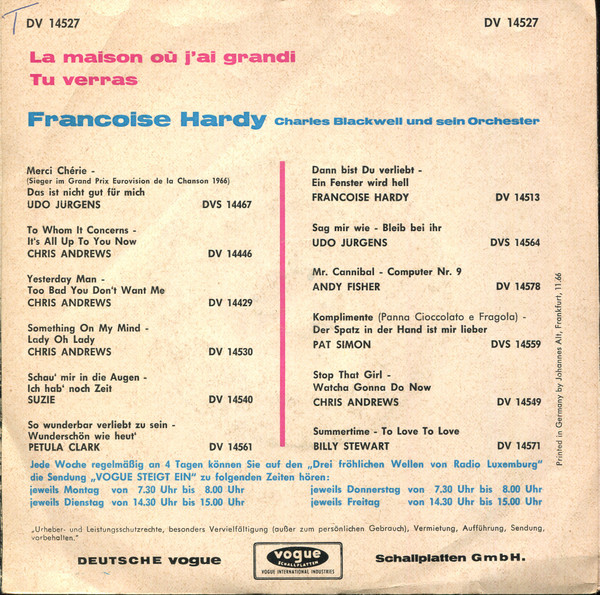 T
DV 14527
DV 14527
La maison où j'ai grandi
Tu verras
Francoise Hardy Charles Blackwell und sein Orchester
Merci Chérie -
(Sieger im Grand Prix Eurovision de la Chanson 1966)
Das ist nicht gut für mich
UDO JÜRGENS DVS 14467
To Whom It Concerns -
It's All Up To You Now
CHRIS ANDREWS DV 14446
Yesterday Man -
Too Bad You Don't Want Me
CHRIS ANDREWS DV 14429
Something On My Mind -
Lady Oh Lady
CHRIS ANDREWS DV 14530
Schau' mir in die Augen -
Ich hab' noch Zeit
SUZIE DV 14540
So wunderbar verliebt zu sein -
Wunderschön wie heut'
PETULA CLARK DV 14561
Dann bist Du verliebt -
Ein Fenster wird hell
FRANCOISE HARDY DV 14513
Sag mir wie - Bleib bei ihr
UDO JURGENS DVS 14564
Mr. Cannibal - Computer Nr. 9
ANDY FISHER DV 14578
Komplimente (Panna Cioccolato e Fragola) -
Der Spatz in der Hand ist mir lieber
PAT SIMON DVS 14559
Stop That Girl -
Watcha Gonna Do Now
CHRIS ANDREWS DV 14549
Summertime - To Love To Love
BILLY STEWART DV 14571
Printed in Germany by Johannes Alt, Frankfurt, 11.66
Jede Woche regelmäßig an 4 Tagen können Sie auf den „Drei fröhlichen Wellen von Radio Luxemburg"
die Sendung „VOGUE STEIGT EIN" zu folgenden Zeiten hören:
jeweils Montag von 7.30 Uhr bis 8.00 Uhr jeweils Donnerstag von 7.30 Uhr bis 8.00 Uhr
jeweils Dienstag von 14.30 Uhr bis 15.00 Uhr jeweils Freitag von 14.30 Uhr bis 15.00 Uhr
„Urheber- und Leistungsschutzrechte, besonders Vervielfältigung (außer zum persönlichen Gebrauch), Vermietung, Aufführung, Sendung,
vorbehalten."
DEUTSCHE vogue
vogue
SCHALLPLATTEN
VOGUE INTERNATIONAL INDUSTRIES
Schallplatten GmbH.